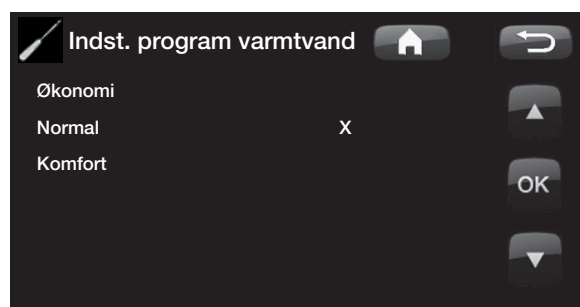 Indst. program varmtvand
Økonomi
Normal X
Komfort
OK